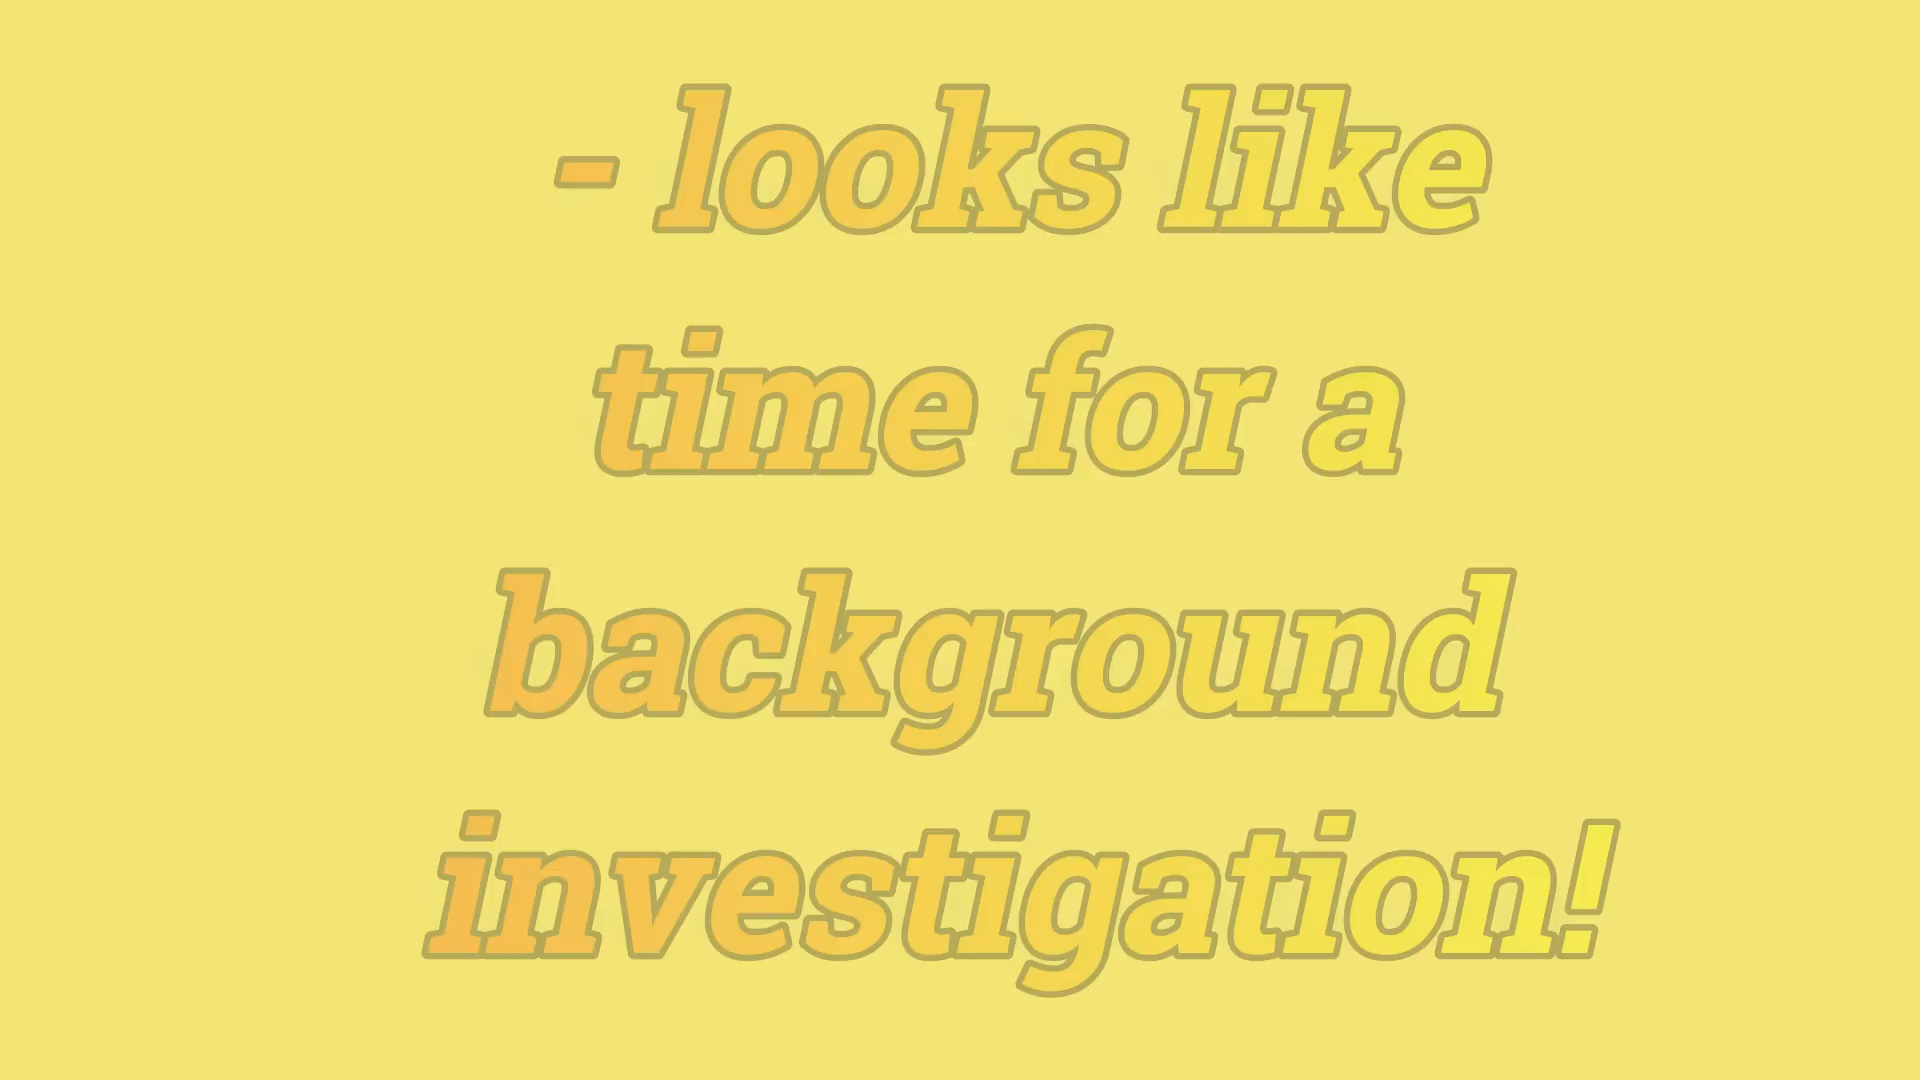 - looks like
time for a
background
investigation!